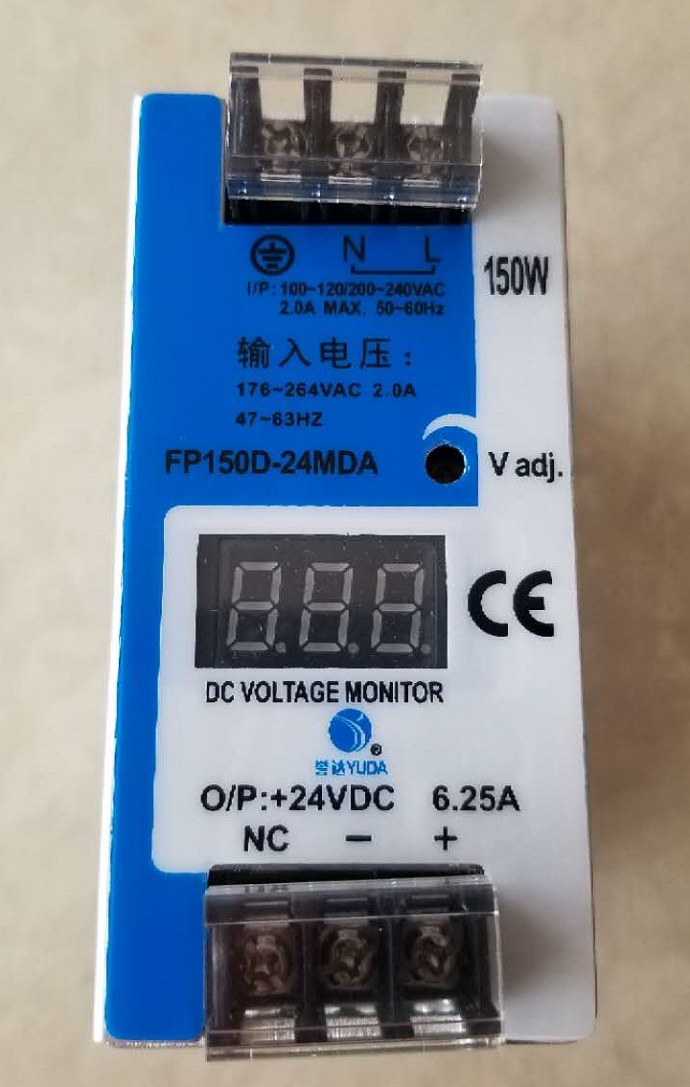 N L
150W
I/P: 100~120/200~240VAC
2.0A MAX. 50~60Hz
输入电压：
176~264VAC 2.0A
47~63HZ
FP150D-24MDA
V adj.
CE
DC VOLTAGE MONITOR
®
誉达YUDA
O/P:+24VDC 6.25A
NC － +